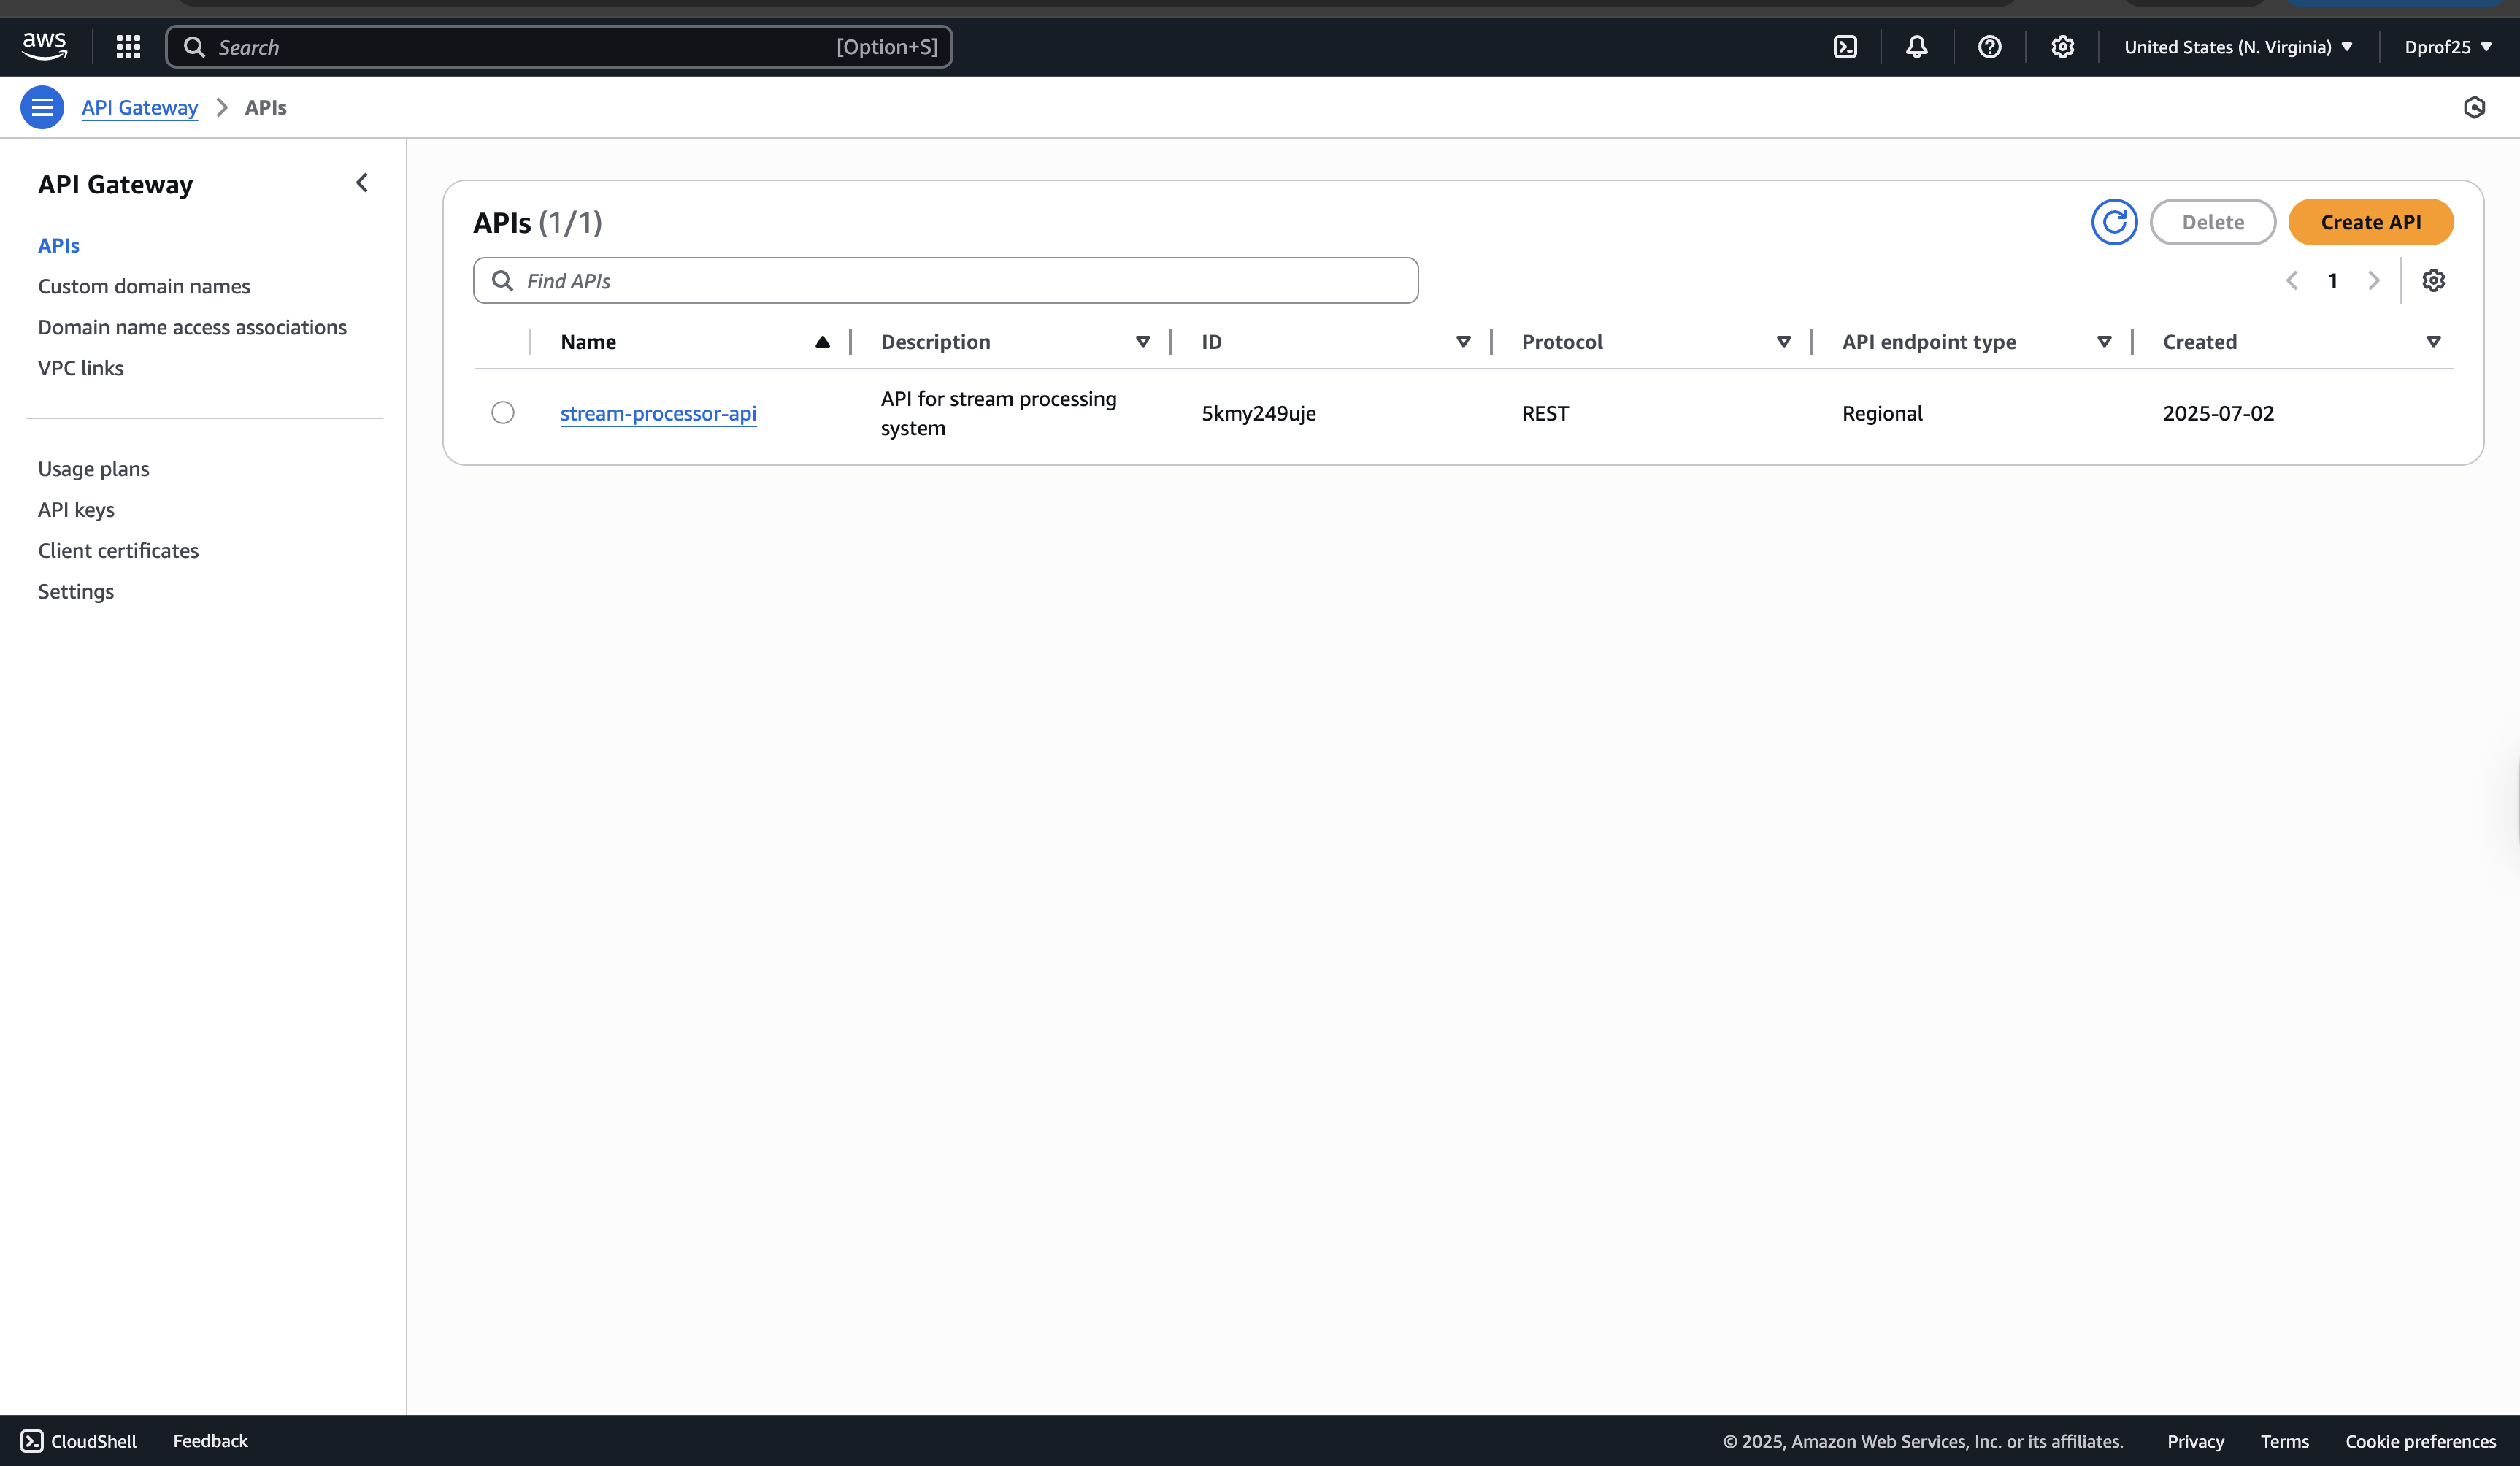 aws
Search
[Option+S]
United States (N. Virginia)
Dprof25
API Gateway
APIs
API Gateway
APIs
Custom domain names
Domain name access associations
VPC links
Usage plans
API keys
Client certificates
Settings
APIs (1/1)
Delete
Create API
Find APIs
1
Name
Description
ID
Protocol
API endpoint type
Created
stream-processor-api
API for stream processing
system
5kmy249uje
REST
Regional
2025-07-02
CloudShell
Feedback
© 2025, Amazon Web Services, Inc. or its affiliates.
Privacy
Terms
Cookie preferences